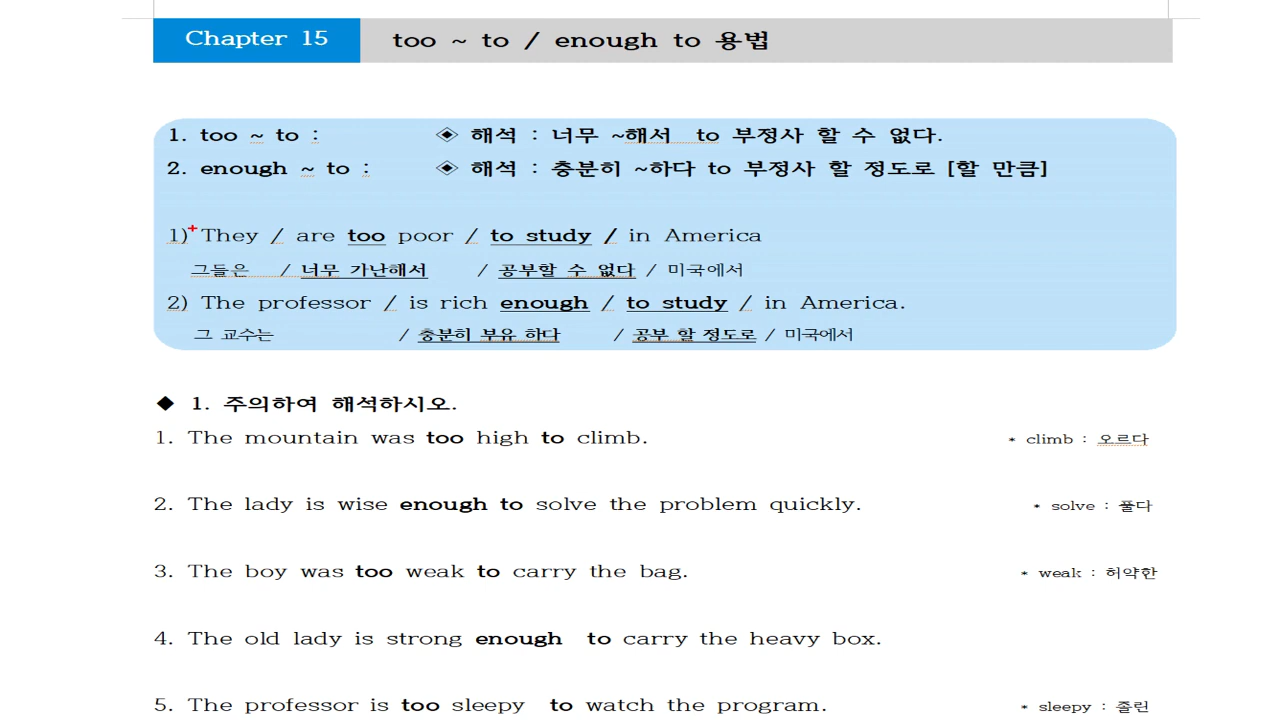 Chapter 15 too ~ to / enough to 용법
1. too ~ to : ◈ 해석 : 너무 ~해서 to 부정사 할 수 없다.
2. enough ~ to : ◈ 해석 : 충분히 ~하다 to 부정사 할 정도로 [할 만큼]
1) They / are too poor / to study / in America
그들은 / 너무 가난해서 / 공부할 수 없다 / 미국에서
2) The professor / is rich enough / to study / in America.
그 교수는 / 충분히 부유 하다 / 공부 할 정도로 / 미국에서
◆ 1. 주의하여 해석하시오.
1. The mountain was too high to climb. * climb : 오르다
2. The lady is wise enough to solve the problem quickly. * solve : 풀다
3. The boy was too weak to carry the bag. * weak : 허약한
4. The old lady is strong enough to carry the heavy box.
5. The professor is too sleepy to watch the program. * sleepy : 졸린